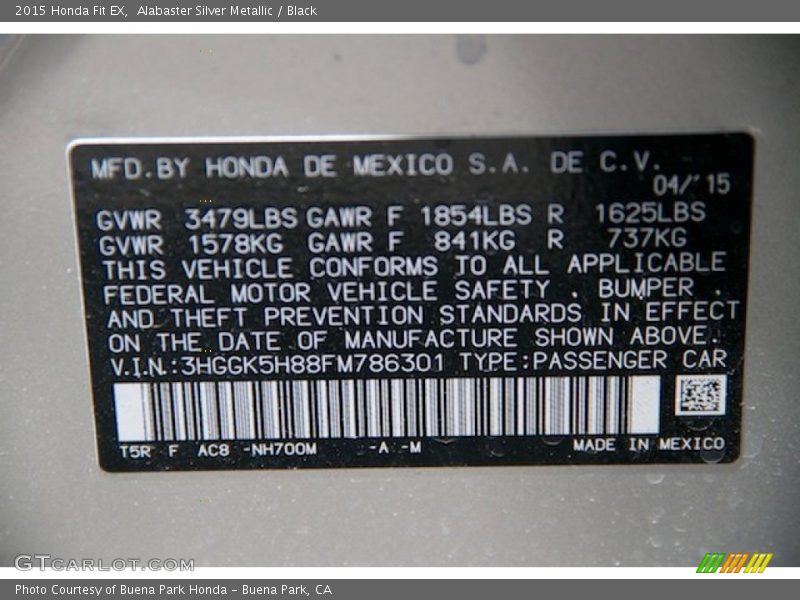 2015 Honda Fit EX,  Alabaster Silver Metallic / Black
MFD.BY HONDA DE MEXICO S.A. DE C.V.
04/'15
GVWR 3479LBS GAWR F 1854LBS R 1625LBS
GVWR 1578KG GAWR F 841KG R 737KG
THIS VEHICLE CONFORMS TO ALL APPLICABLE
FEDERAL MOTOR VEHICLE SAFETY , BUMPER ,
AND THEFT PREVENTION STANDARDS IN EFFECT
ON THE DATE OF MANUFACTURE SHOWN ABOVE.
V.I.N.:3HGGK5H88FM786301 TYPE:PASSENGER CAR
T5R F AC8 -NH700M -A -M MADE IN MEXICO
GTCARLOT.COM
Photo Courtesy of Buena Park Honda – Buena Park, CA